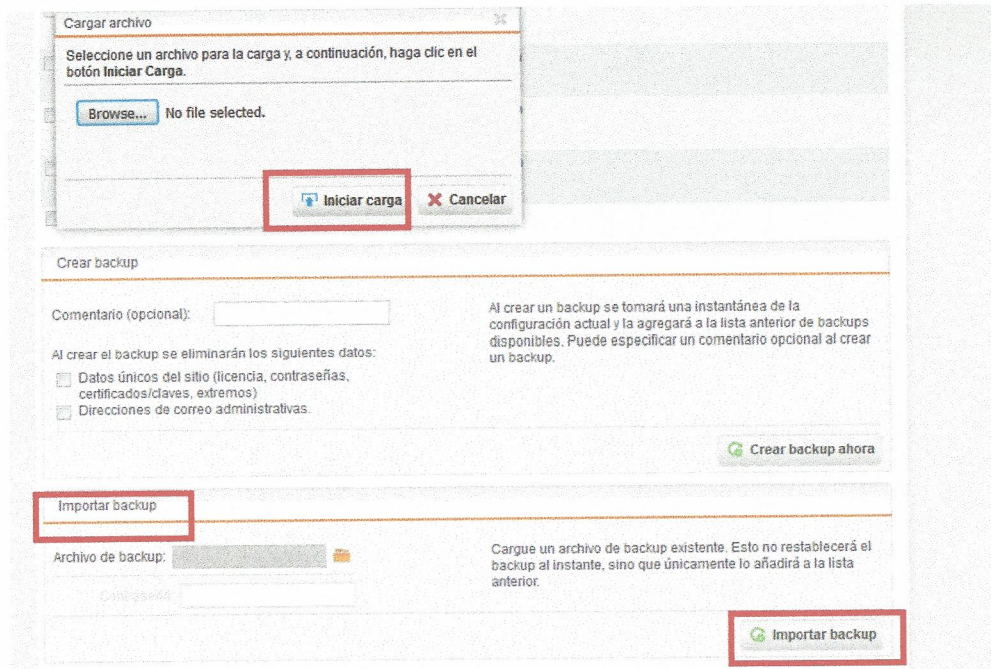 Cargar archivo
Seleccione un archivo para la carga y, a continuación, haga clic en el
botón Iniciar Carga.
Browse... No file selected.
Iniciar carga
Cancelar
Crear backup
Comentario (opcional):
Al crear el backup se eliminarán los siguientes datos:
Datos únicos del sitio (licencia, contraseñas,
certificados/claves, extremos)
Direcciones de correo administrativas.
Al crear un backup se tomará una instantánea de la
configuración actual y la agregará a la lista anterior de backups
disponibles. Puede especificar un comentario opcional al crear
un backup.
Crear backup ahora
Importar backup
Archivo de backup:
Contraseña:
Cargue un archivo de backup existente. Esto no restablecerá el
backup al instante, sino que únicamente lo añadirá a la lista
anterior.
Importar backup